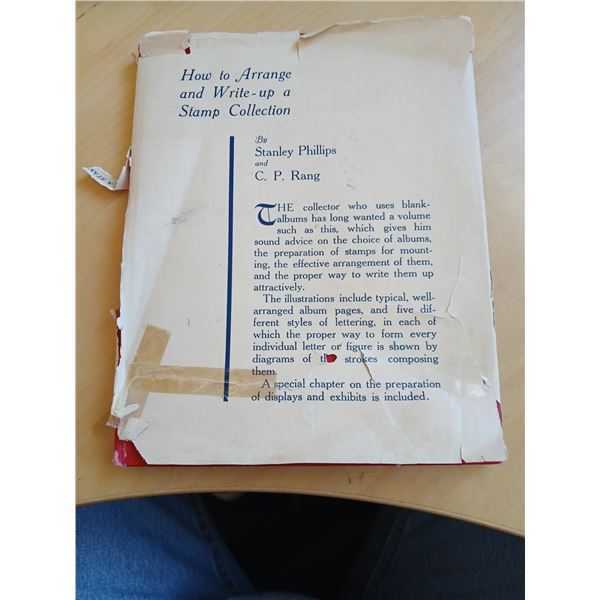 How to Arrange
and Write-up a
Stamp Collection
By
Stanley Phillips
and
C. P. Rang
THE collector who uses blank-
albums has long wanted a volume
such as this, which gives him
sound advice on the choice of albums,
the preparation of stamps for mount-
ing, the effective arrangement of them,
and the proper way to write them up
attractively.
The illustrations include typical, well-
arranged album pages, and five dif-
ferent styles of lettering, in each of
which the proper way to form every
individual letter or figure is shown by
diagrams of the strokes composing
them.
A special chapter on the preparation
of displays and exhibits is included.